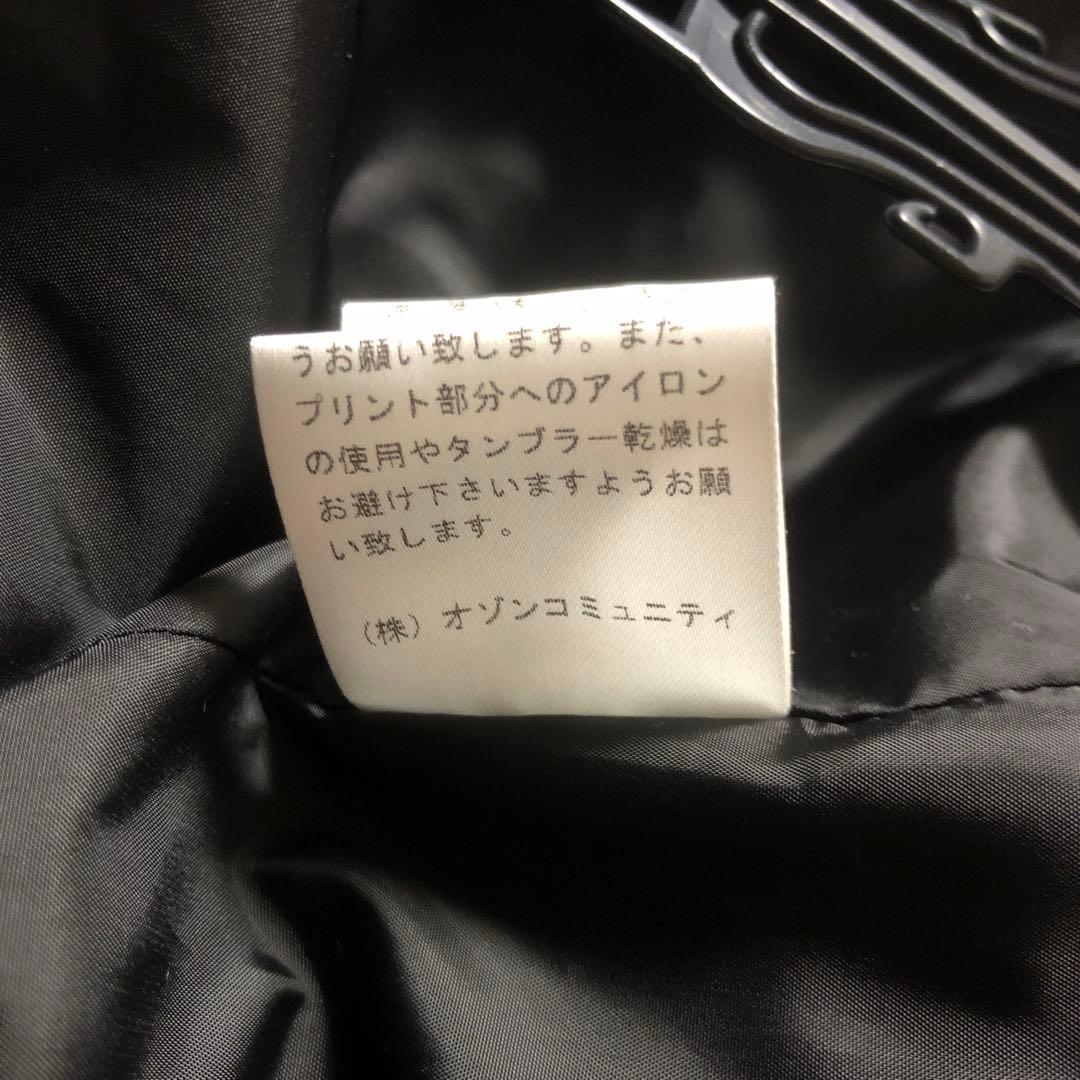 うお願い致します。また、
プリント部分へのアイロン
の使用やタンブラー乾燥は
お避け下さいますようお願
い致します。
（株）オゾンコミュニティ